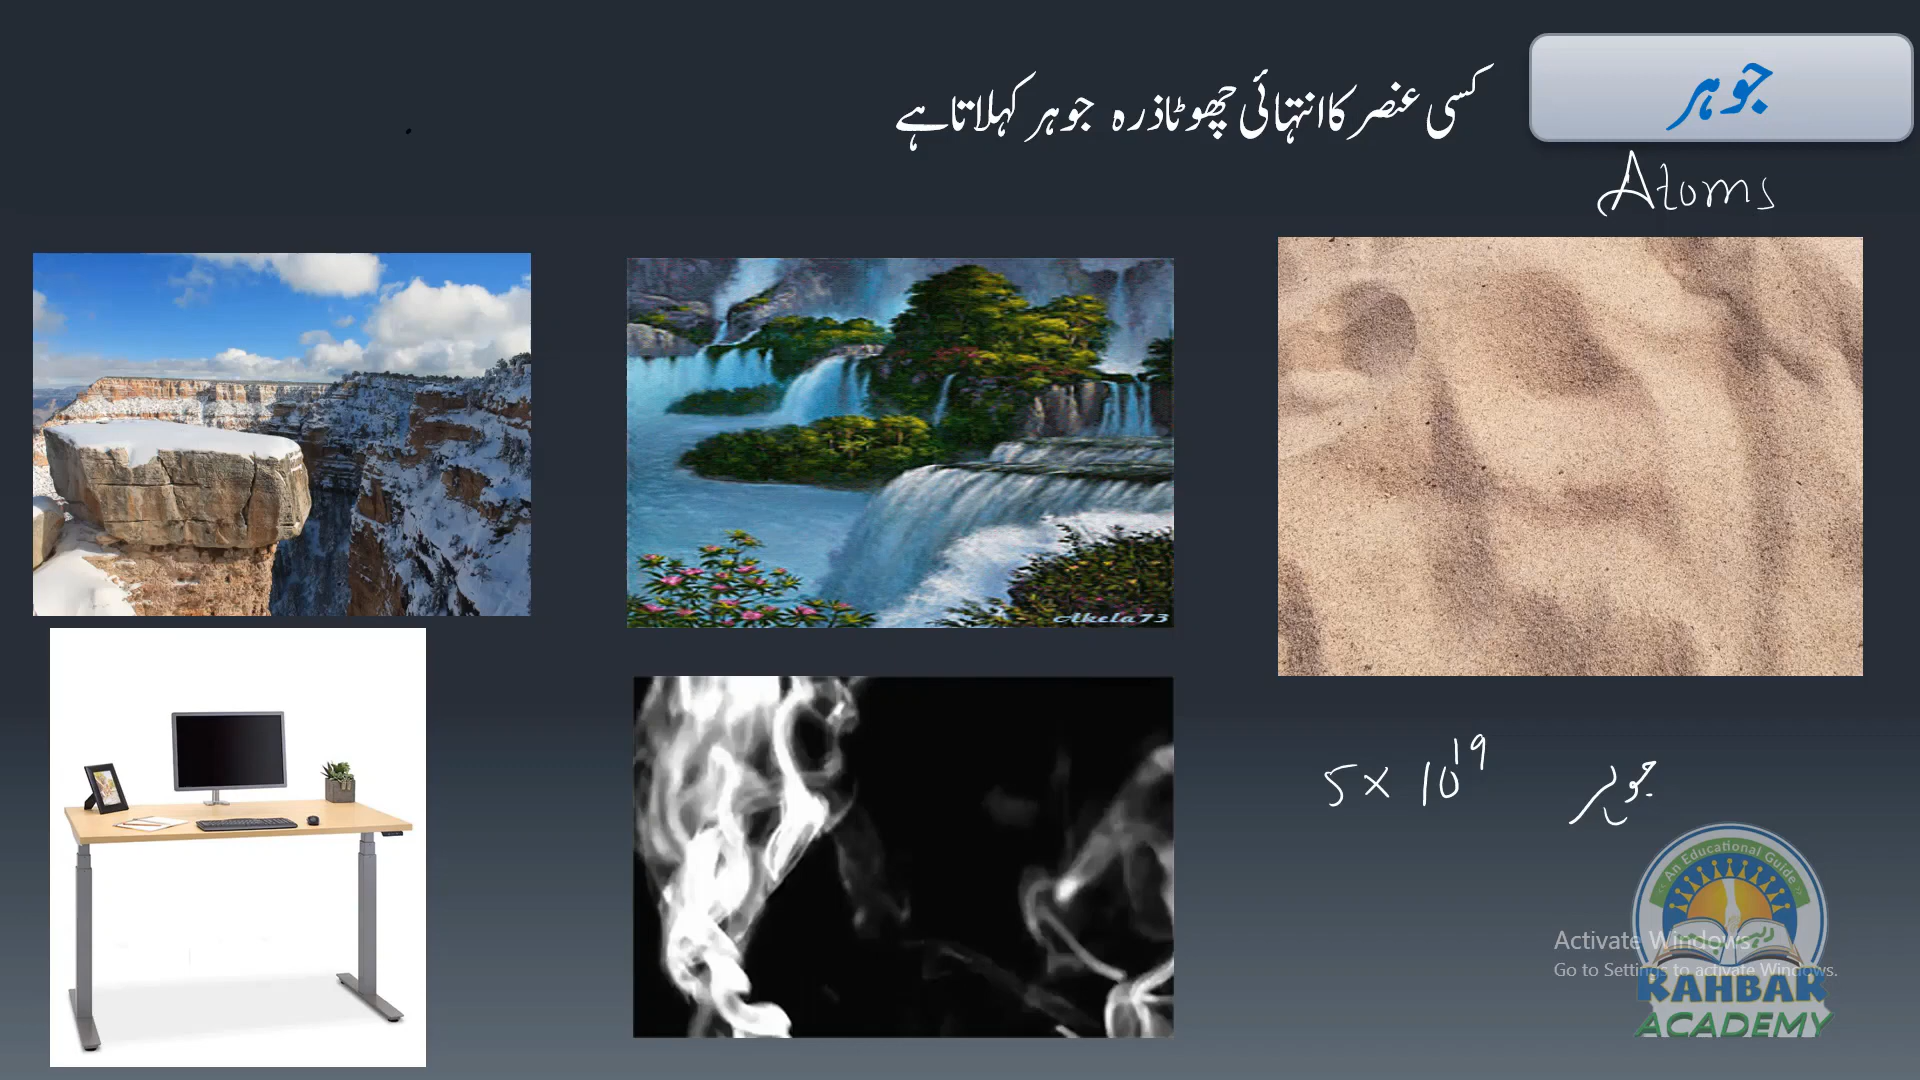 جوہر
کسی عنصر کا انتہائی چھوٹا ذرہ جوہر کہلاتا ہے
Atoms
Akela73
5 × 10¹⁹ جوہر
<< An Educational Guide >>
Activate Windows
Go to Settings to activate Windows.
RAHBAR
ACADEMY